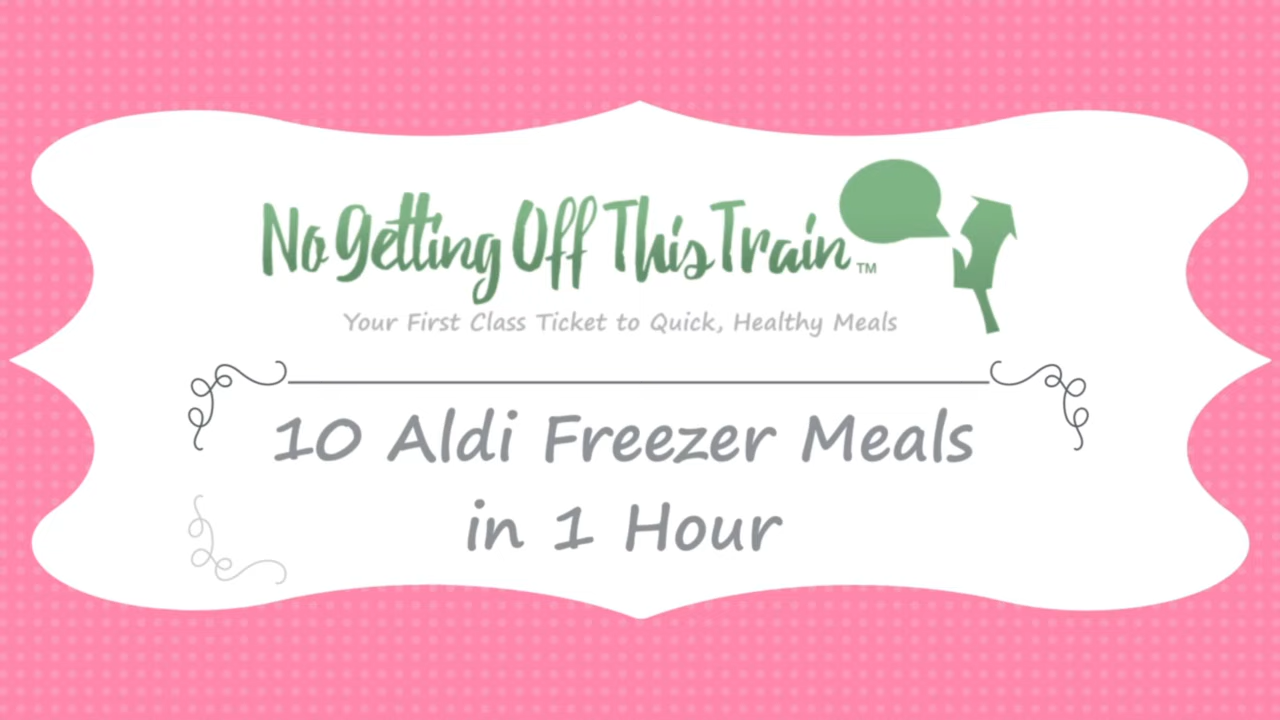 No Getting Off This Train™
Your First Class Ticket to Quick, Healthy Meals
10 Aldi Freezer Meals
in 1 Hour